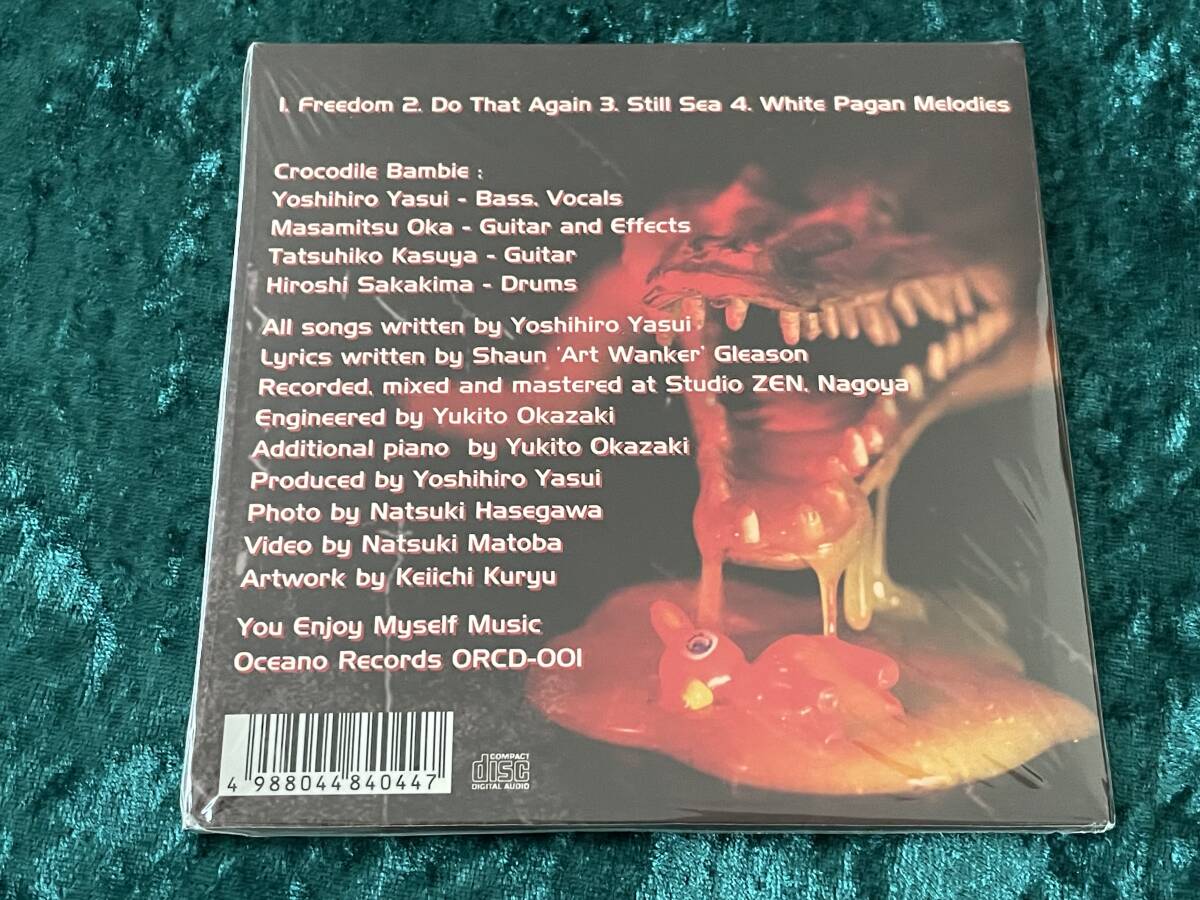 1. Freedom 2. Do That Again 3. Still Sea 4. White Pagan Melodies
Crocodile Bambie :
Yoshihiro Yasui - Bass, Vocals
Masamitsu Oka - Guitar and Effects
Tatsuhiko Kasuya - Guitar
Hiroshi Sakakima - Drums
All songs written by Yoshihiro Yasui
Lyrics written by Shaun 'Art Wanker' Gleason
Recorded, mixed and mastered at Studio ZEN, Nagoya
Engineered by Yukito Okazaki
Additional piano by Yukito Okazaki
Produced by Yoshihiro Yasui
Photo by Natsuki Hasegawa
Video by Natsuki Matoba
Artwork by Keiichi Kuryu
You Enjoy Myself Music
Oceano Records ORCD-001
4 988044 840447
COMPACT
disc
DIGITAL AUDIO